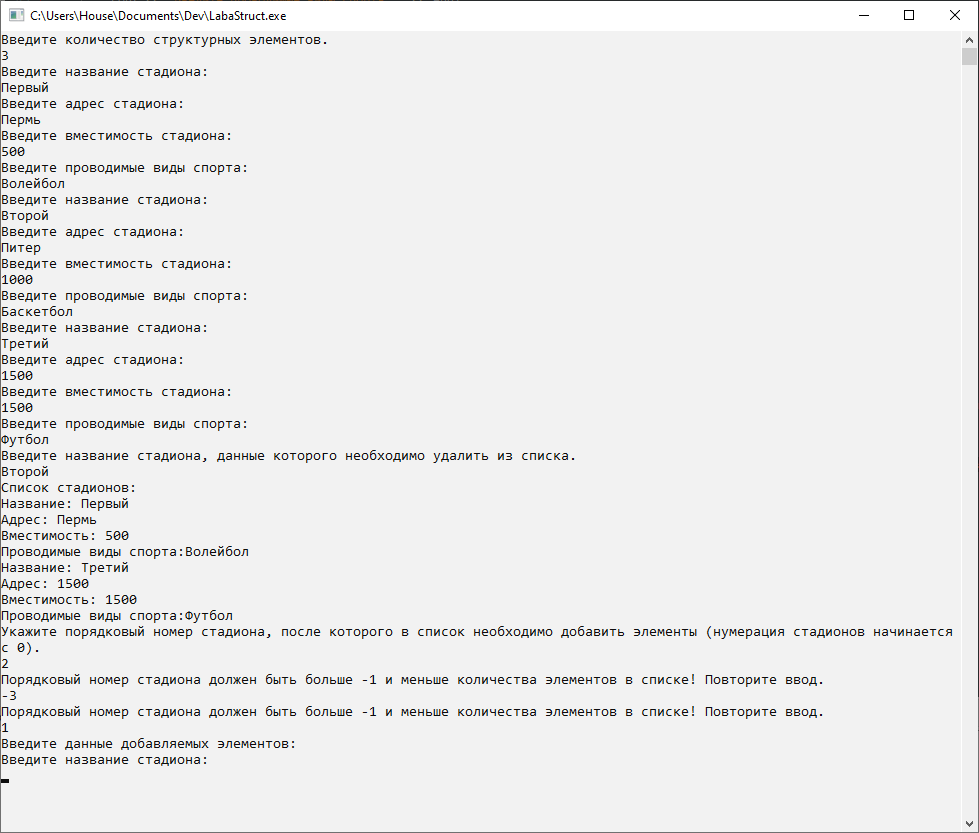 C:\Users\House\Documents\Dev\LabaStruct.exe
Введите количество структурных элементов.
3
Введите название стадиона:
Первый
Введите адрес стадиона:
Пермь
Введите вместимость стадиона:
500
Введите проводимые виды спорта:
Волейбол
Введите название стадиона:
Второй
Введите адрес стадиона:
Питер
Введите вместимость стадиона:
1000
Введите проводимые виды спорта:
Баскетбол
Введите название стадиона:
Третий
Введите адрес стадиона:
1500
Введите вместимость стадиона:
1500
Введите проводимые виды спорта:
Футбол
Введите название стадиона, данные которого необходимо удалить из списка.
Второй
Список стадионов:
Название: Первый
Адрес: Пермь
Вместимость: 500
Проводимые виды спорта:Волейбол
Название: Третий
Адрес: 1500
Вместимость: 1500
Проводимые виды спорта:Футбол
Укажите порядковый номер стадиона, после которого в список необходимо добавить элементы (нумерация стадионов начинается
с 0).
2
Порядковый номер стадиона должен быть больше -1 и меньше количества элементов в списке! Повторите ввод.
-3
Порядковый номер стадиона должен быть больше -1 и меньше количества элементов в списке! Повторите ввод.
1
Введите данные добавляемых элементов:
Введите название стадиона: